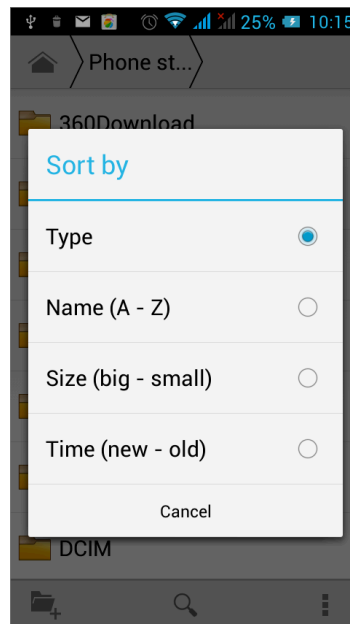 25% 10:15
Phone st...
360Download
Sort by
Type
Name (A - Z)
Size (big - small)
Time (new - old)
Cancel
DCIM